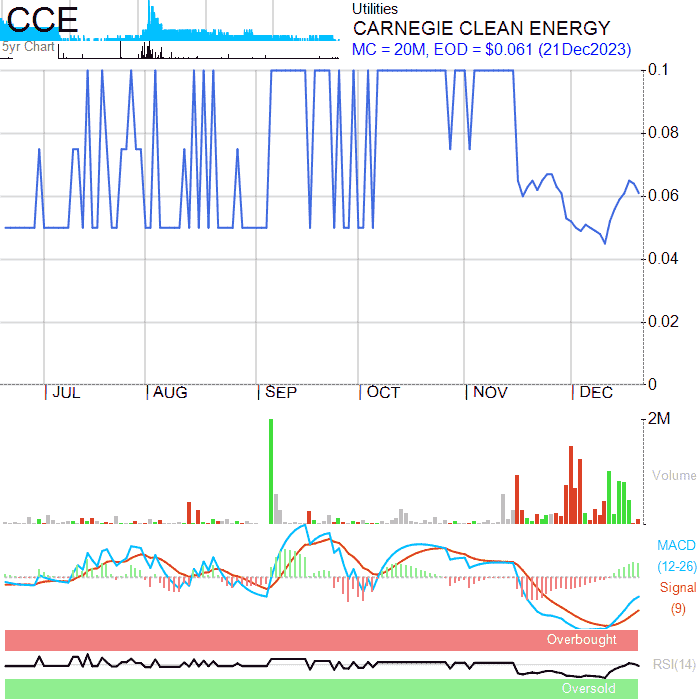 CCE
5yr Chart
Utilities
CARNEGIE CLEAN ENERGY
MC = 20M, EOD = $0.061 (21Dec2023)
0.1
0.08
0.06
0.04
0.02
0
JUL AUG SEP OCT NOV DEC
2M
Volume
MACD
(12-26)
Signal
(9)
Overbought
RSI(14)
Oversold